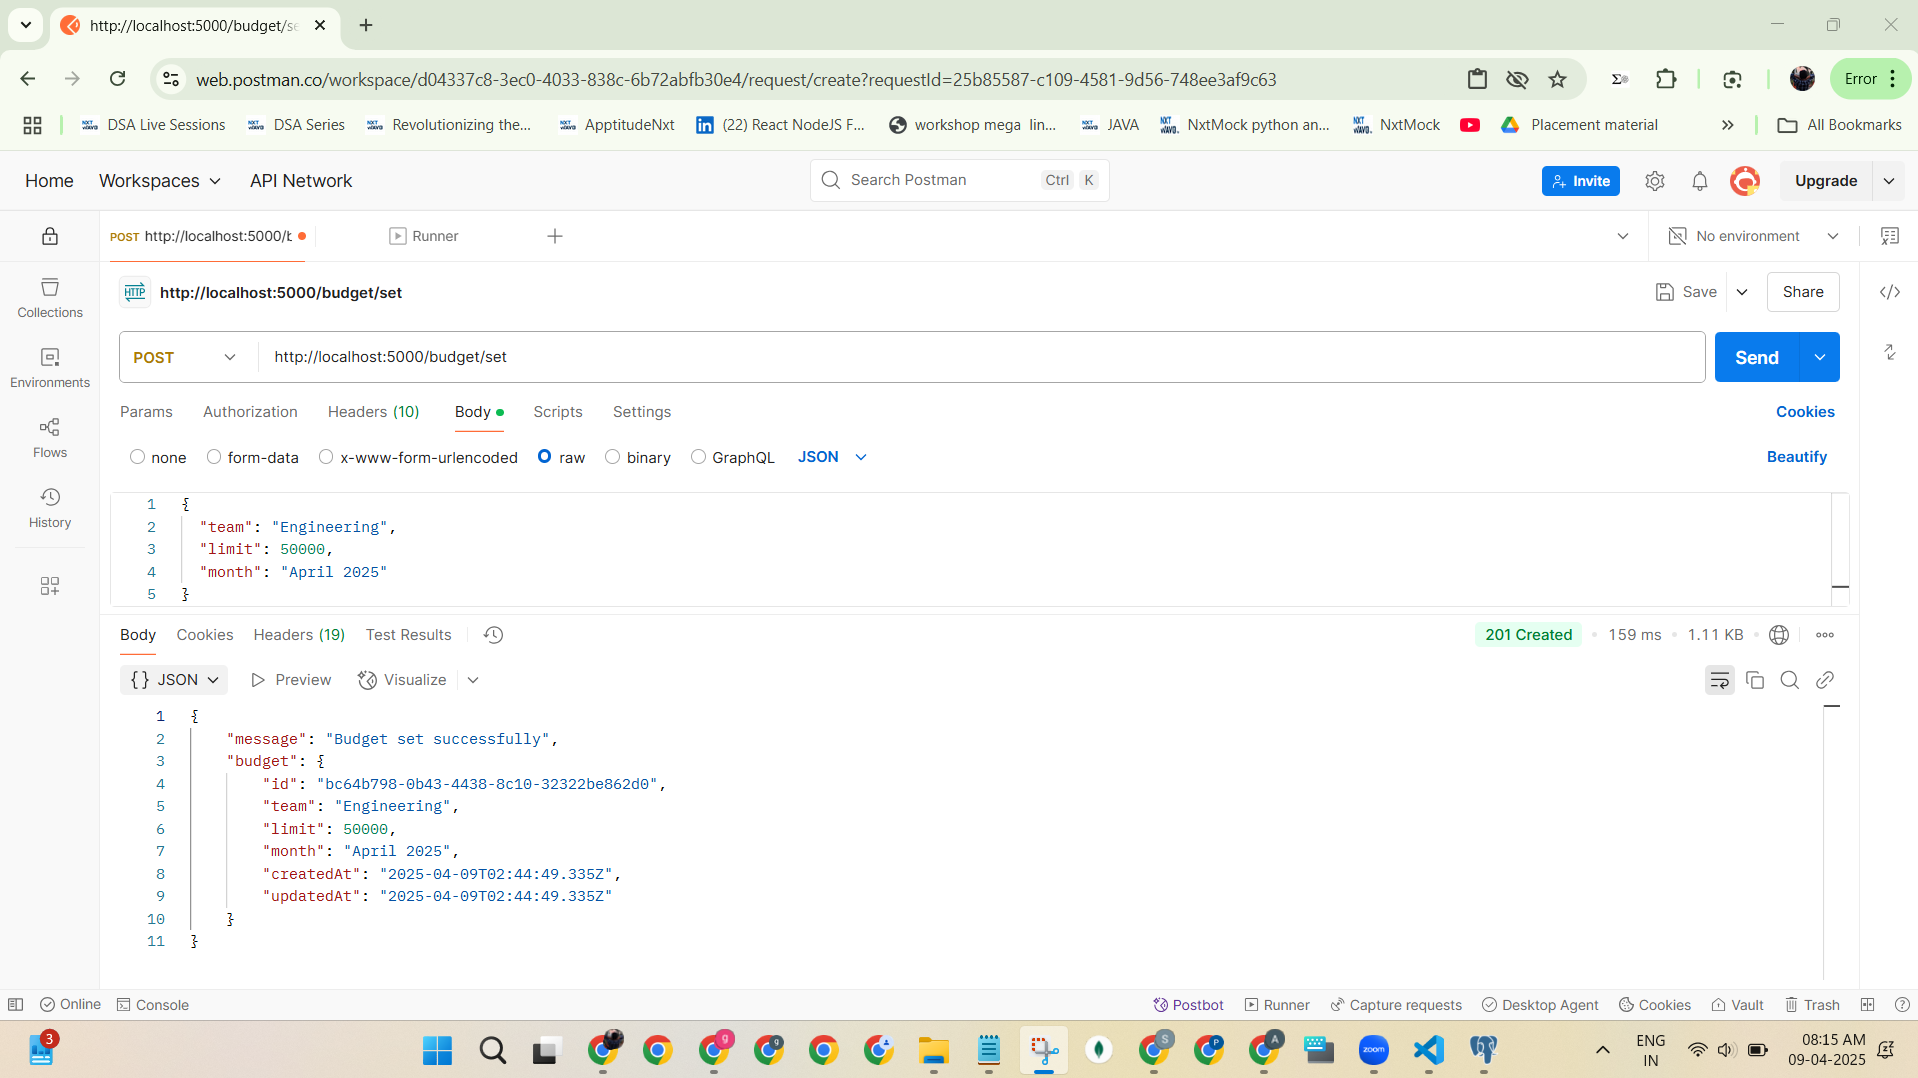 http://localhost:5000/budget/se
web.postman.co/workspace/d04337c8-3ec0-4033-838c-6b72abfb30e4/request/create?requestId=25b85587-c109-4581-9d56-748ee3af9c63
Error
DSA Live Sessions
DSA Series
Revolutionizing the...
ApptitudeNxt
(22) React NodeJS F...
workshop mega lin...
JAVA
NxtMock python an...
NxtMock
Placement material
All Bookmarks
Home
Workspaces
API Network
Search Postman
Ctrl K
Invite
Upgrade
POST http://localhost:5000/b
Runner
No environment
Collections
Environments
Flows
History
HTTP http://localhost:5000/budget/set
Save
Share
POST
http://localhost:5000/budget/set
Send
Params
Authorization
Headers (10)
Body
Scripts
Settings
Cookies
none
form-data
x-www-form-urlencoded
raw
binary
GraphQL
JSON
Beautify
1 {
2 "team": "Engineering",
3 "limit": 50000,
4 "month": "April 2025"
5 }
Body
Cookies
Headers (19)
Test Results
201 Created
159 ms
1.11 KB
{} JSON
Preview
Visualize
1 {
2 "message": "Budget set successfully",
3 "budget": {
4 "id": "bc64b798-0b43-4438-8c10-32322be862d0",
5 "team": "Engineering",
6 "limit": 50000,
7 "month": "April 2025",
8 "createdAt": "2025-04-09T02:44:49.335Z",
9 "updatedAt": "2025-04-09T02:44:49.335Z"
10 }
11 }
Online
Console
Postbot
Runner
Capture requests
Desktop Agent
Cookies
Vault
Trash
3
g
g
S
P
A
zoom
ENG
IN
08:15 AM
09-04-2025